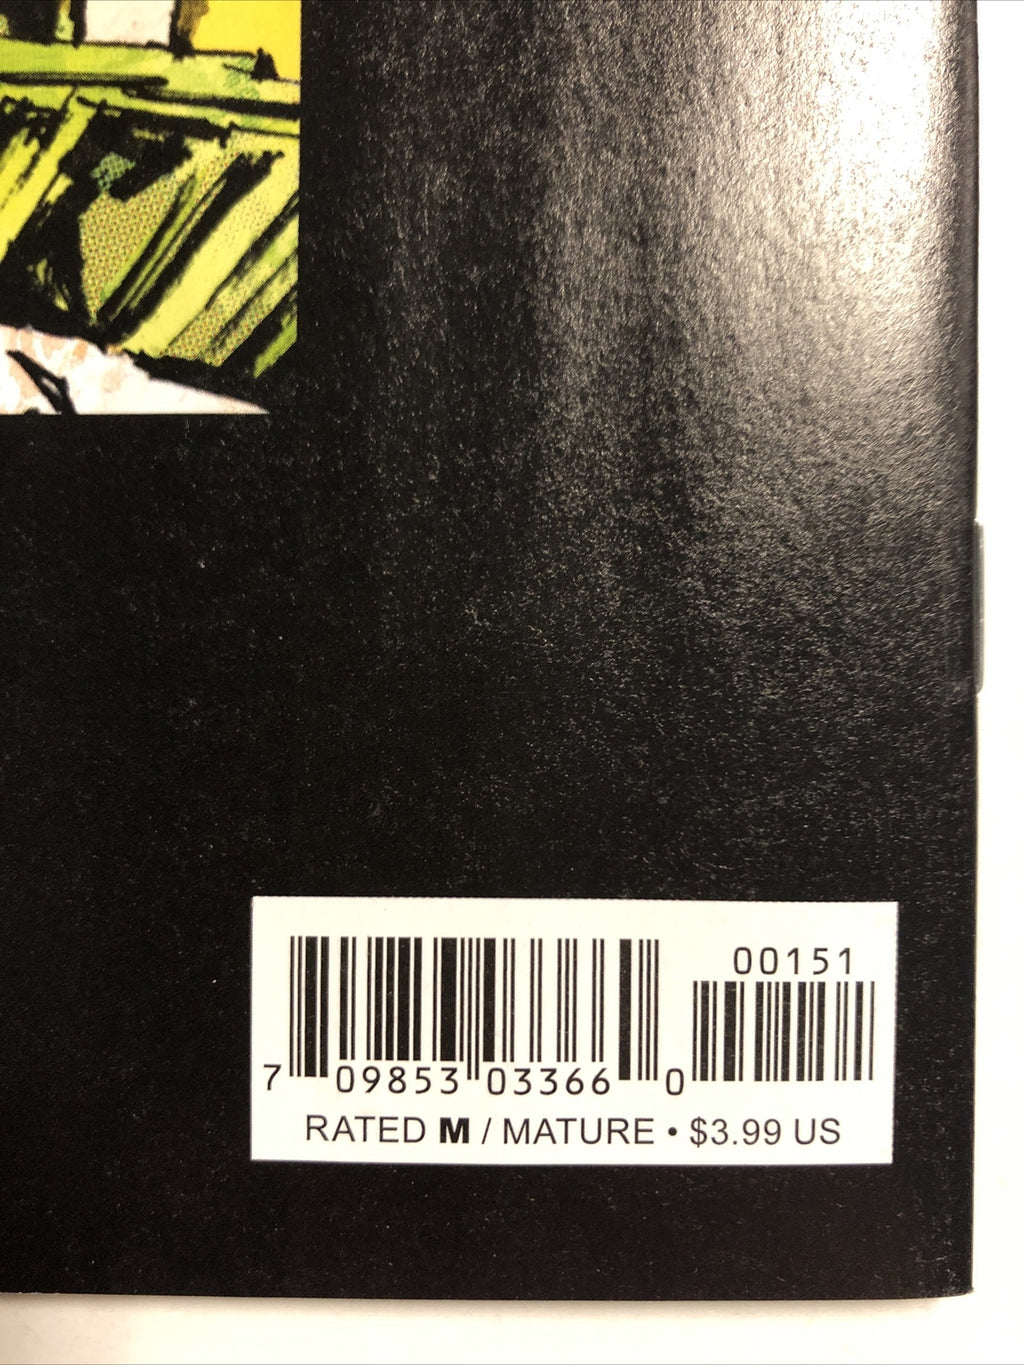 00151
7 09853 03366 0
RATED M / MATURE • $3.99 US